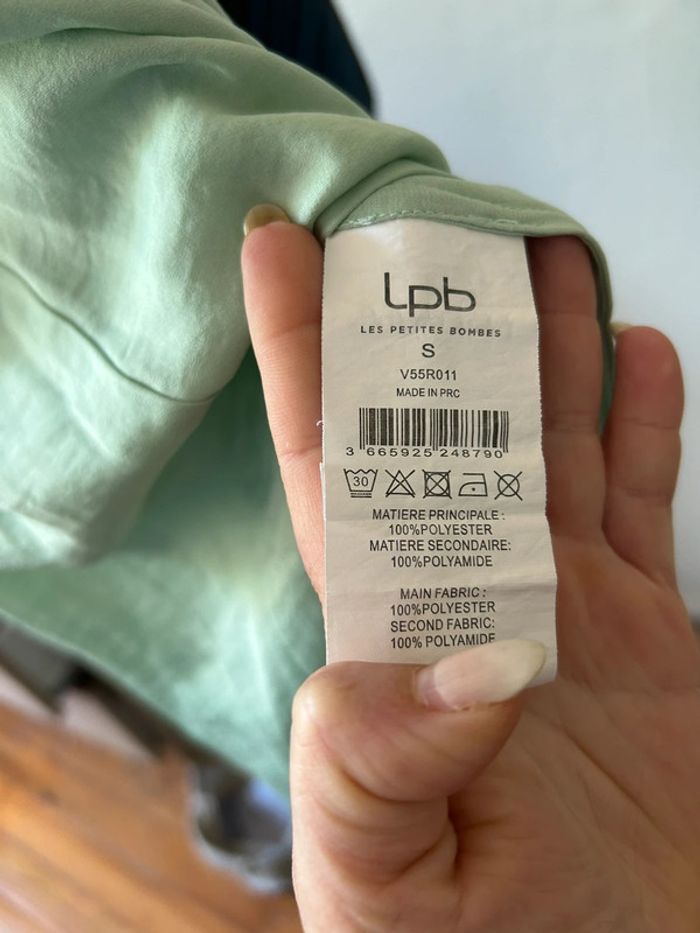 lpb
LES PETITES BOMBES
S
V55R011
MADE IN PRC
3 665925 248790
30
MATIERE PRINCIPALE :
100%POLYESTER
MATIERE SECONDAIRE:
100%POLYAMIDE
MAIN FABRIC :
100%POLYESTER
SECOND FABRIC:
100% POLYAMIDE